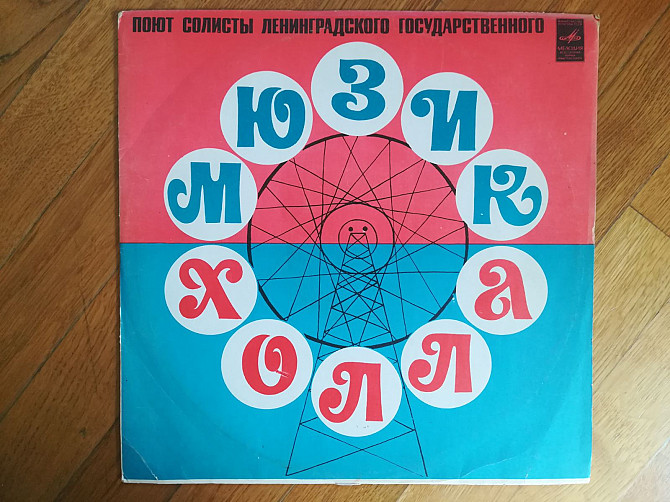 ПОЮТ СОЛИСТЫ ЛЕНИНГРАДСКОГО ГОСУДАРСТВЕННОГО
МЮЗИК
ХОЛЛА
МЕЛОДИЯ